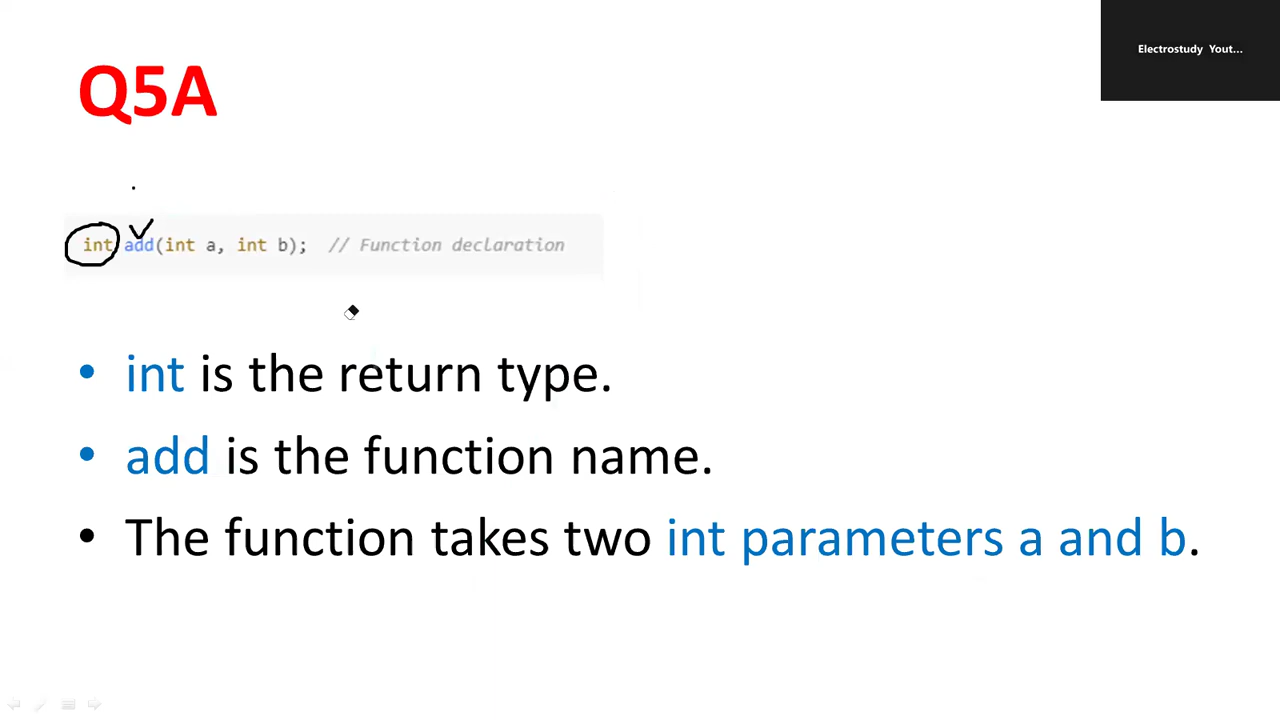 Electrostudy Yout...
Q5A
int add(int a, int b); // Function declaration
• int is the return type.
• add is the function name.
• The function takes two int parameters a and b.